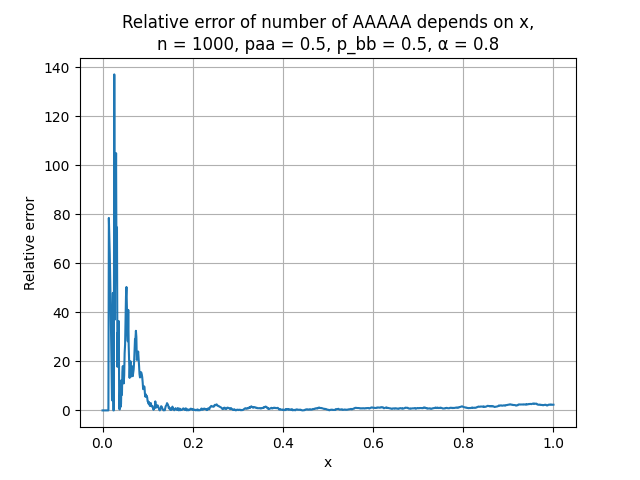 Relative error of number of AAAAA depends on x,
n = 1000, paa = 0.5, p_bb = 0.5, α = 0.8
140
120
100
80
60
40
20
0
Relative error
0.0 0.2 0.4 0.6 0.8 1.0
x